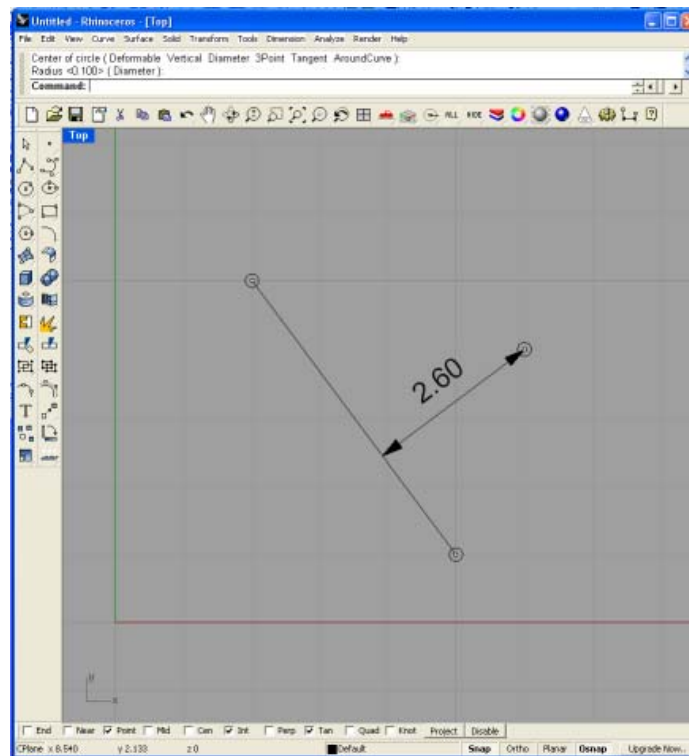 Untitled - Rhinoceros - [Top]
File Edit View Curve Surface Solid Transform Tools Dimension Analyze Render Help
Center of circle ( Deformable Vertical Diameter 3Point Tangent AroundCurve ):
Radius <0.100> ( Diameter ):
Command:
ALL HIDE
Top
2.60
T
y
x
End Near Point Mid Cen Int Perp Tan Quad Knot Project Disable
CPlane x 8.540 y 2.133 z 0 Default Snap Ortho Planar Osnap Upgrade Now...